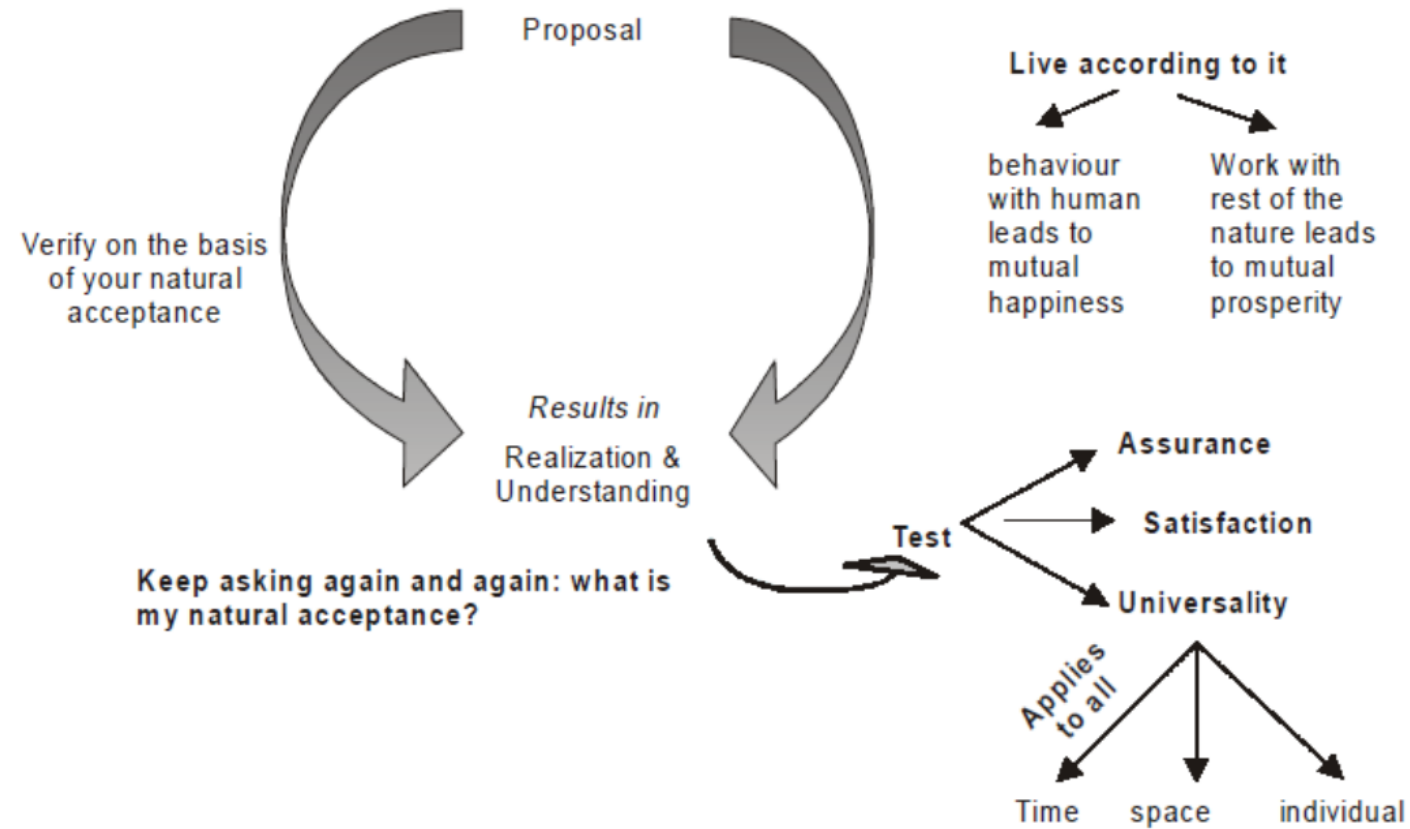 Proposal
Live according to it
behaviour
with human
leads to
mutual
happiness
Work with
rest of the
nature leads
to mutual
prosperity
Verify on the basis
of your natural
acceptance
Results in
Realization &
Understanding
Keep asking again and again: what is
my natural acceptance?
Test
Assurance
Satisfaction
Universality
Applies
to all
Time
space
individual